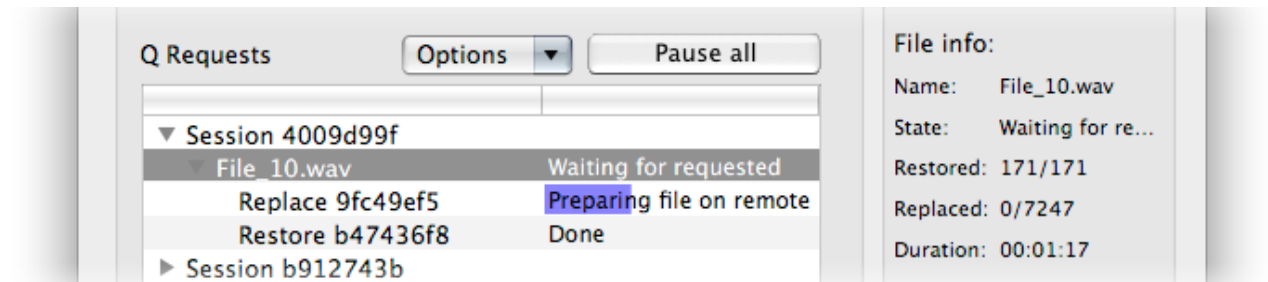 Q Requests
Options
Pause all
Session 4009d99f
File_10.wav Waiting for requested
Replace 9fc49ef5 Preparing file on remote
Restore b47436f8 Done
Session b912743b
File info:
Name: File_10.wav
State: Waiting for re...
Restored: 171/171
Replaced: 0/7247
Duration: 00:01:17